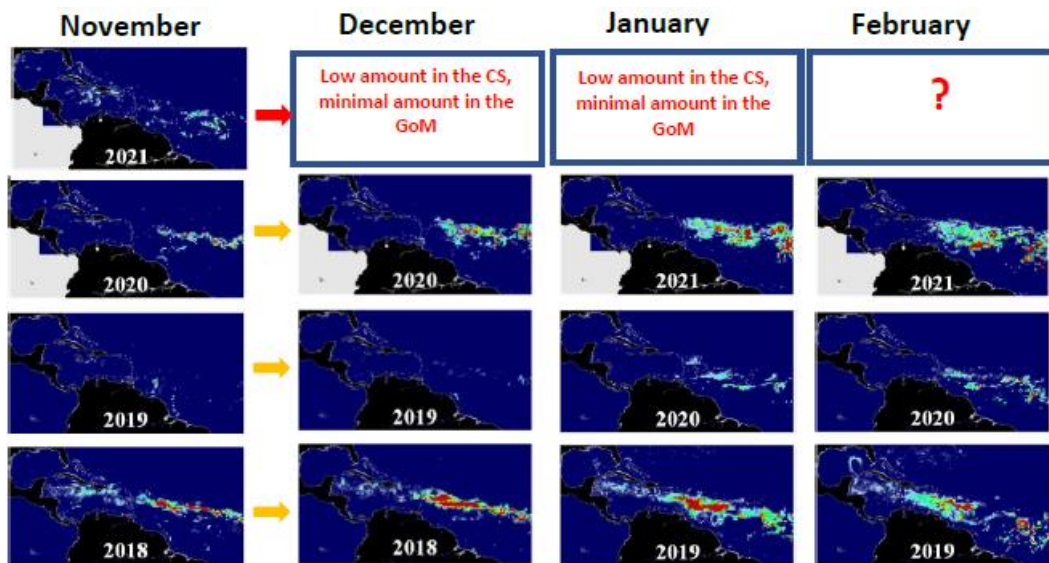 November
December
January
February
2021
Low amount in the CS,
minimal amount in the
GoM
Low amount in the CS,
minimal amount in the
GoM
?
2020
2020
2021
2021
2019
2019
2020
2020
2018
2018
2019
2019